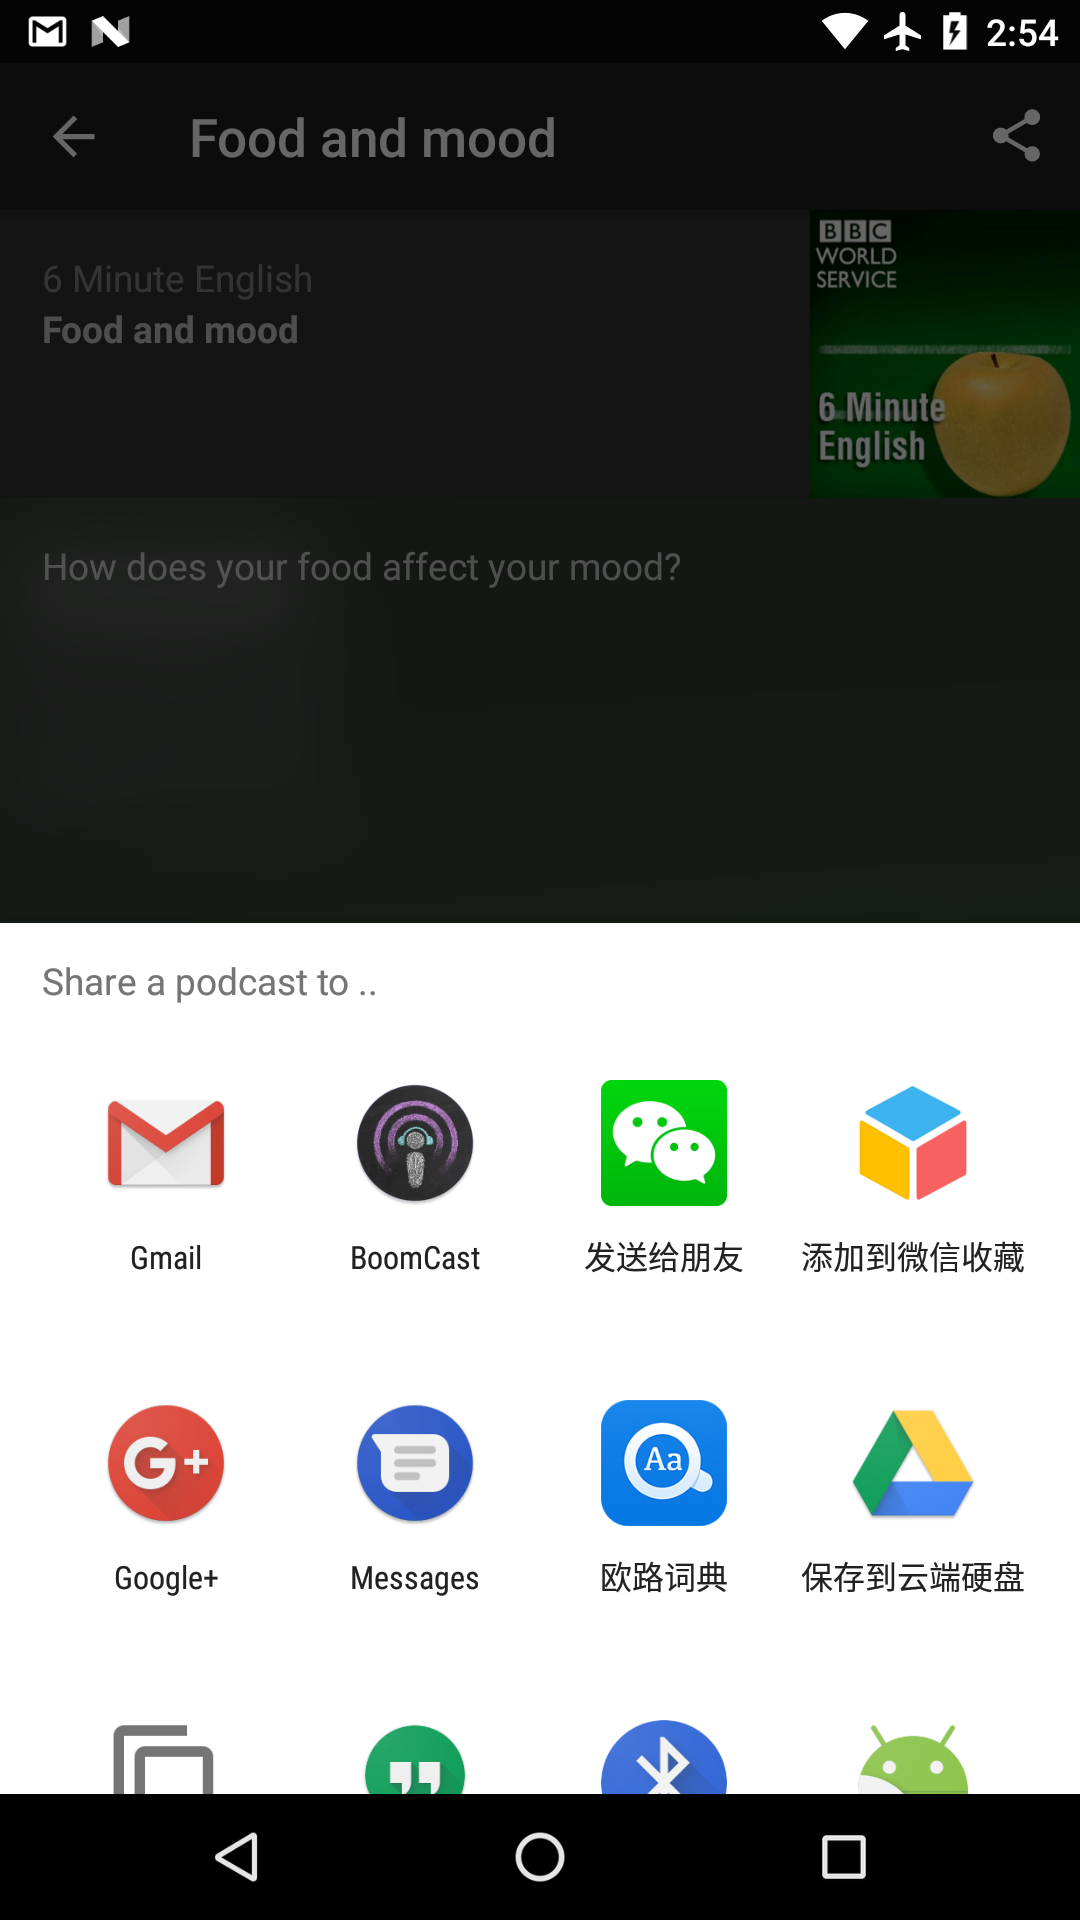 2:54
Food and mood
6 Minute English
Food and mood
BBC
WORLD
SERVICE
6 Minute
English
How does your food affect your mood?
Share a podcast to ..
Gmail
BoomCast
发送给朋友
添加到微信收藏
G+
Aa
Google+
Messages
欧路词典
保存到云端硬盘